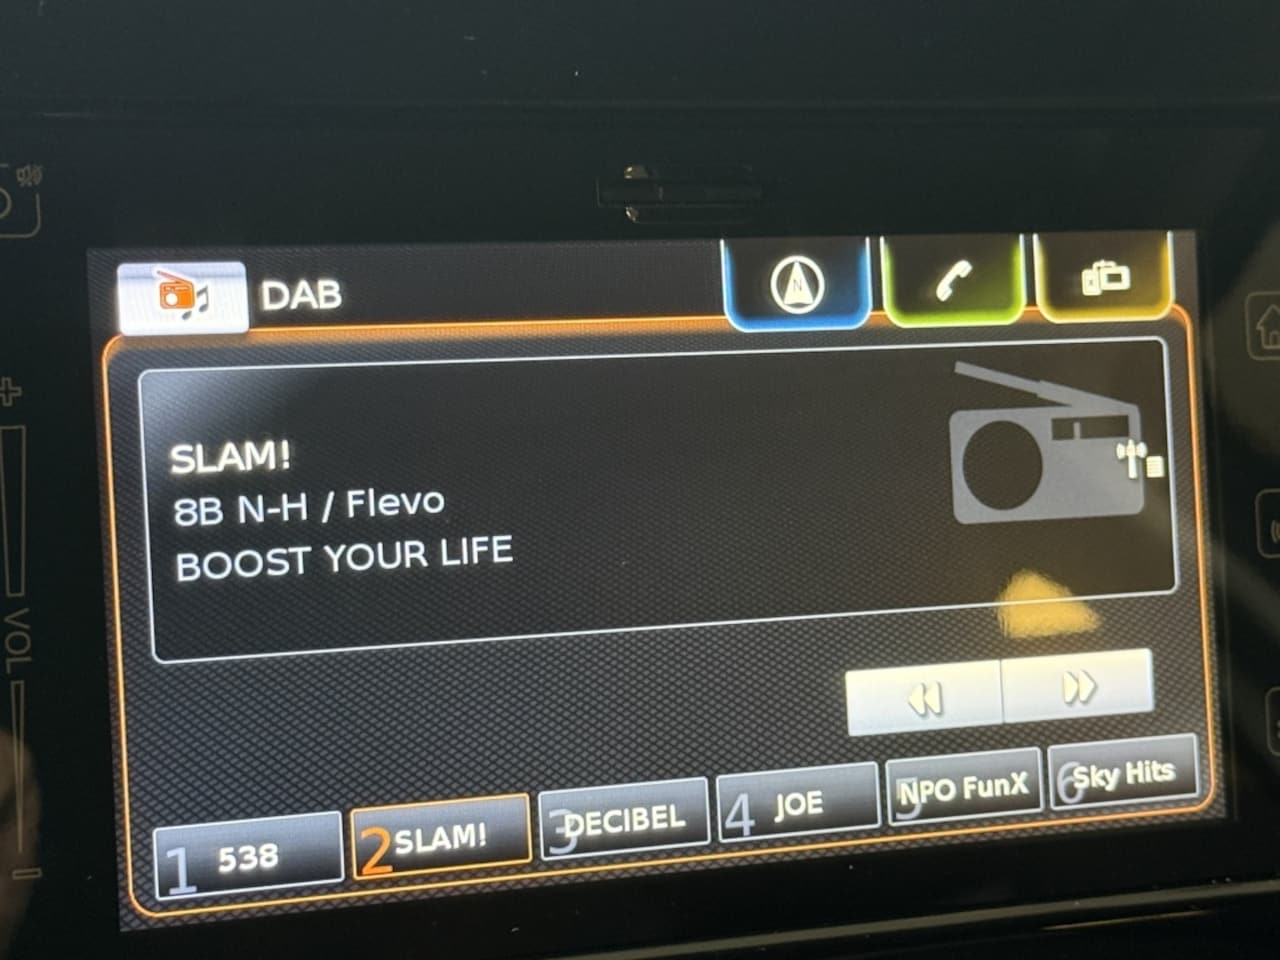 DAB
N
SLAM!
8B N-H / Flevo
BOOST YOUR LIFE
VOL
1 538
2 SLAM!
3 DECIBEL
4 JOE
5 NPO FunX
6 Sky Hits